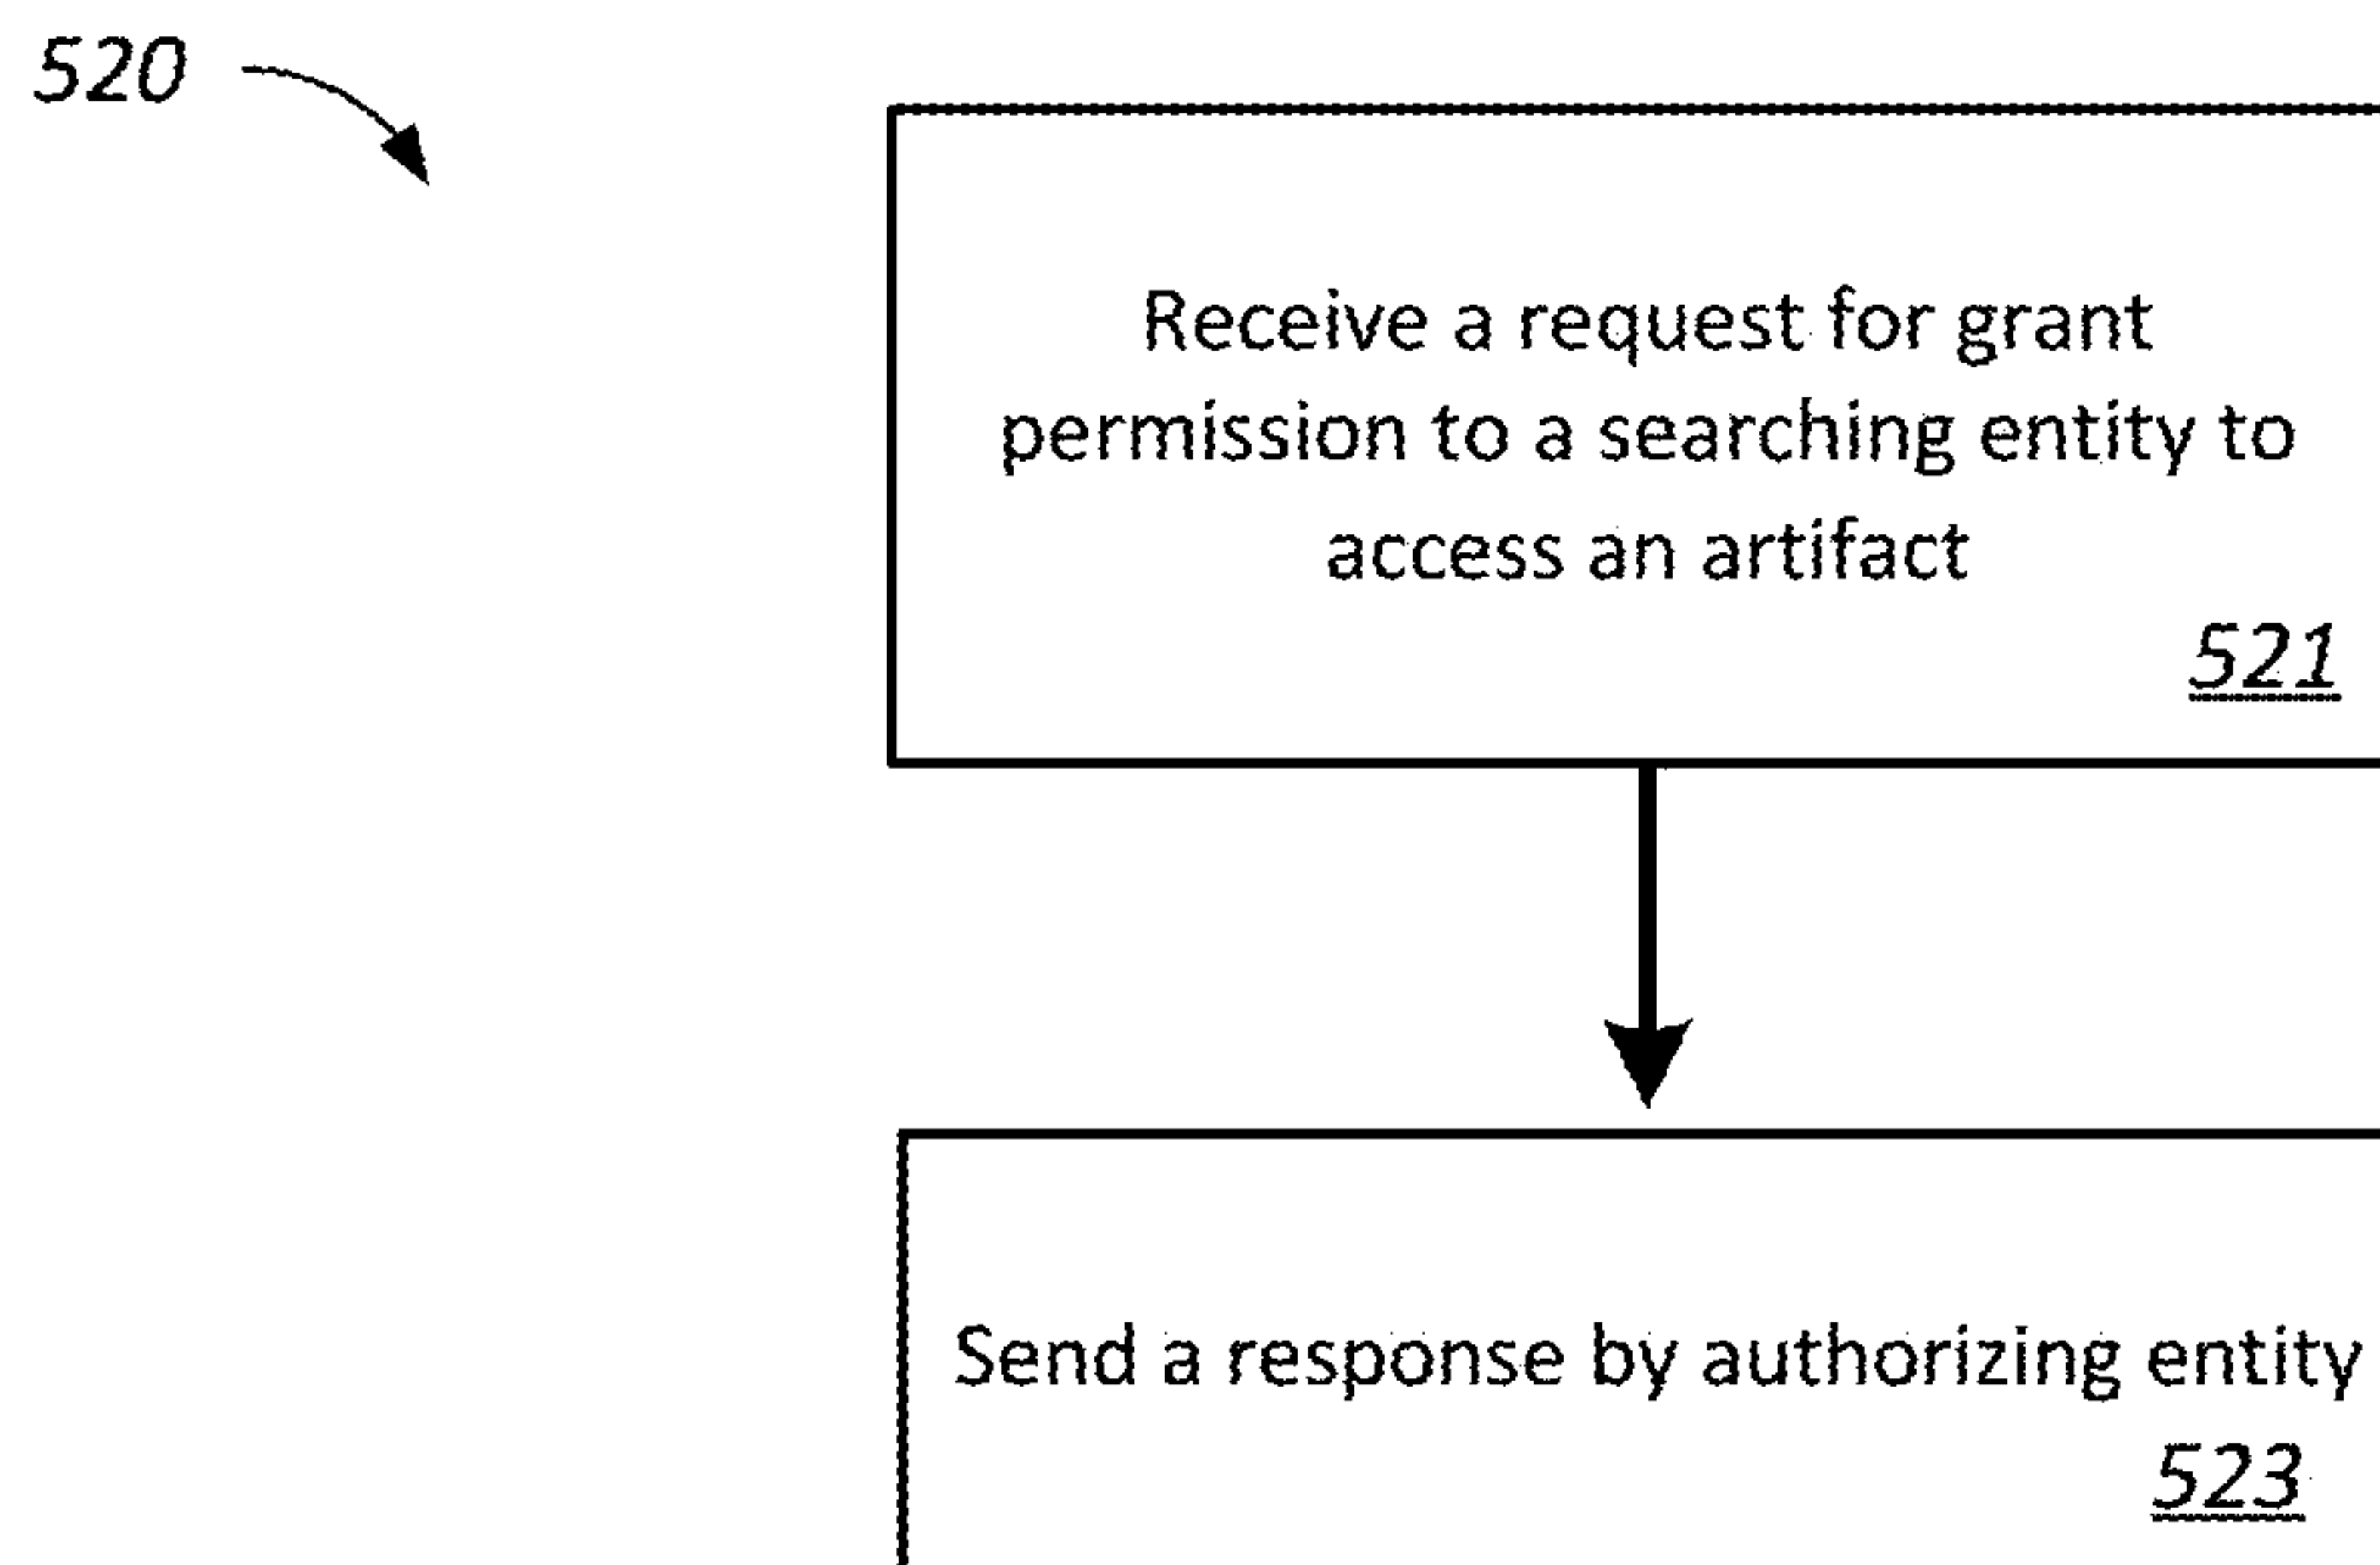 520
Receive a request for grant
permission to a searching entity to
access an artifact
521
Send a response by authorizing entity
523